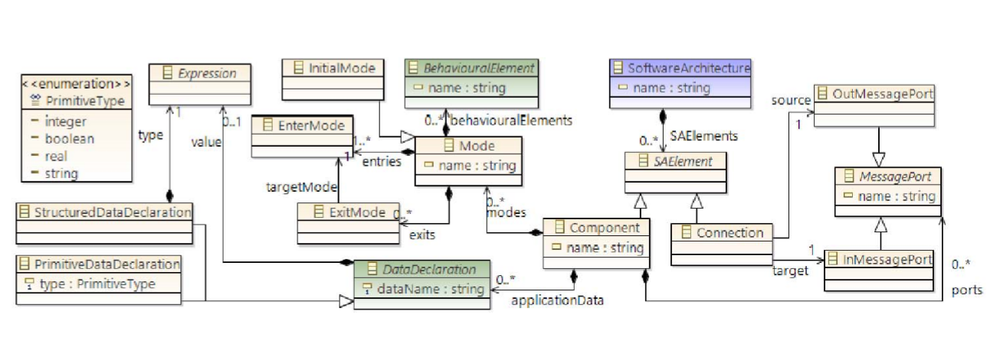 <<enumeration>>
PrimitiveType
integer
boolean
real
string
Expression
InitialMode
BehaviouralElement
name : string
SoftwareArchitecture
OutMessagePort
source
1
1
type
0..1
value
EnterMode
1..*
1
entries
0..*
behaviouralElements
Mode
name : string
0..*
SAElements
SAElement
MessagePort
name : string
targetMode
StructuredDataDeclaration
ExitMode
0..*
exits
0..*
modes
Component
name : string
Connection
1
target
InMessagePort
0..*
ports
PrimitiveDataDeclaration
type : PrimitiveType
DataDeclaration
dataName : string
0..*
applicationData
name : string